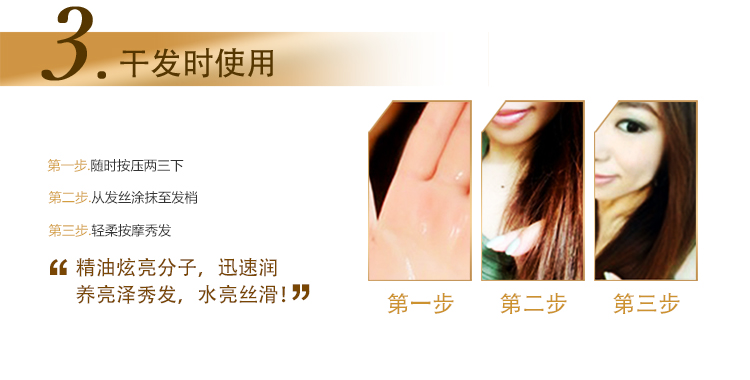 3.干发时使用
第一步.随时按压两三下
第二步.从发丝涂抹至发梢
第三步.轻柔按摩秀发
“精油炫亮分子，迅速润
养亮泽秀发，水亮丝滑！”
第一步 第二步 第三步